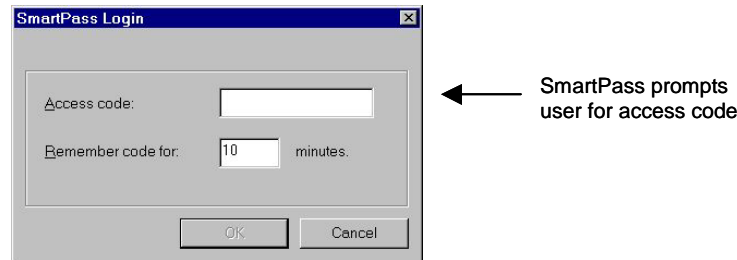 SmartPass Login
Access code:
Remember code for: 10 minutes.
OK Cancel
SmartPass prompts
user for access code